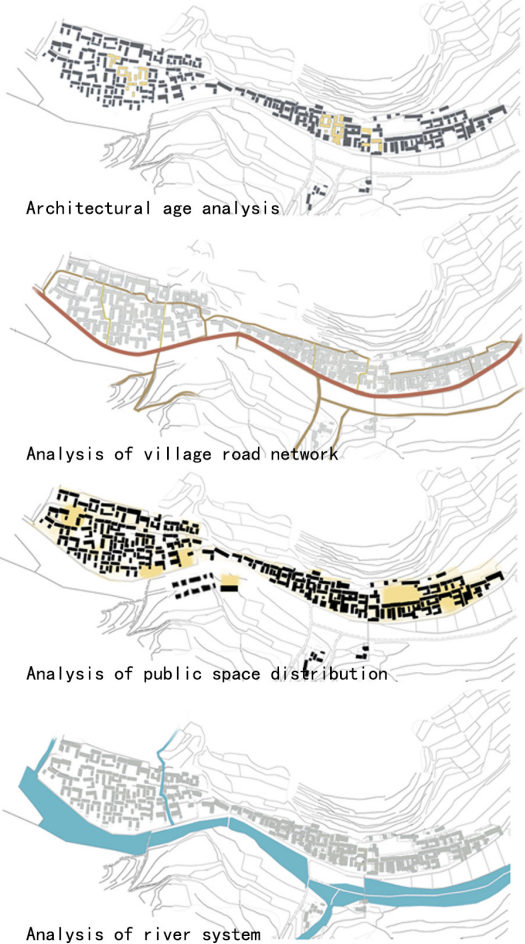 Architectural age analysis
Analysis of village road network
Analysis of public space distribution
Analysis of river system